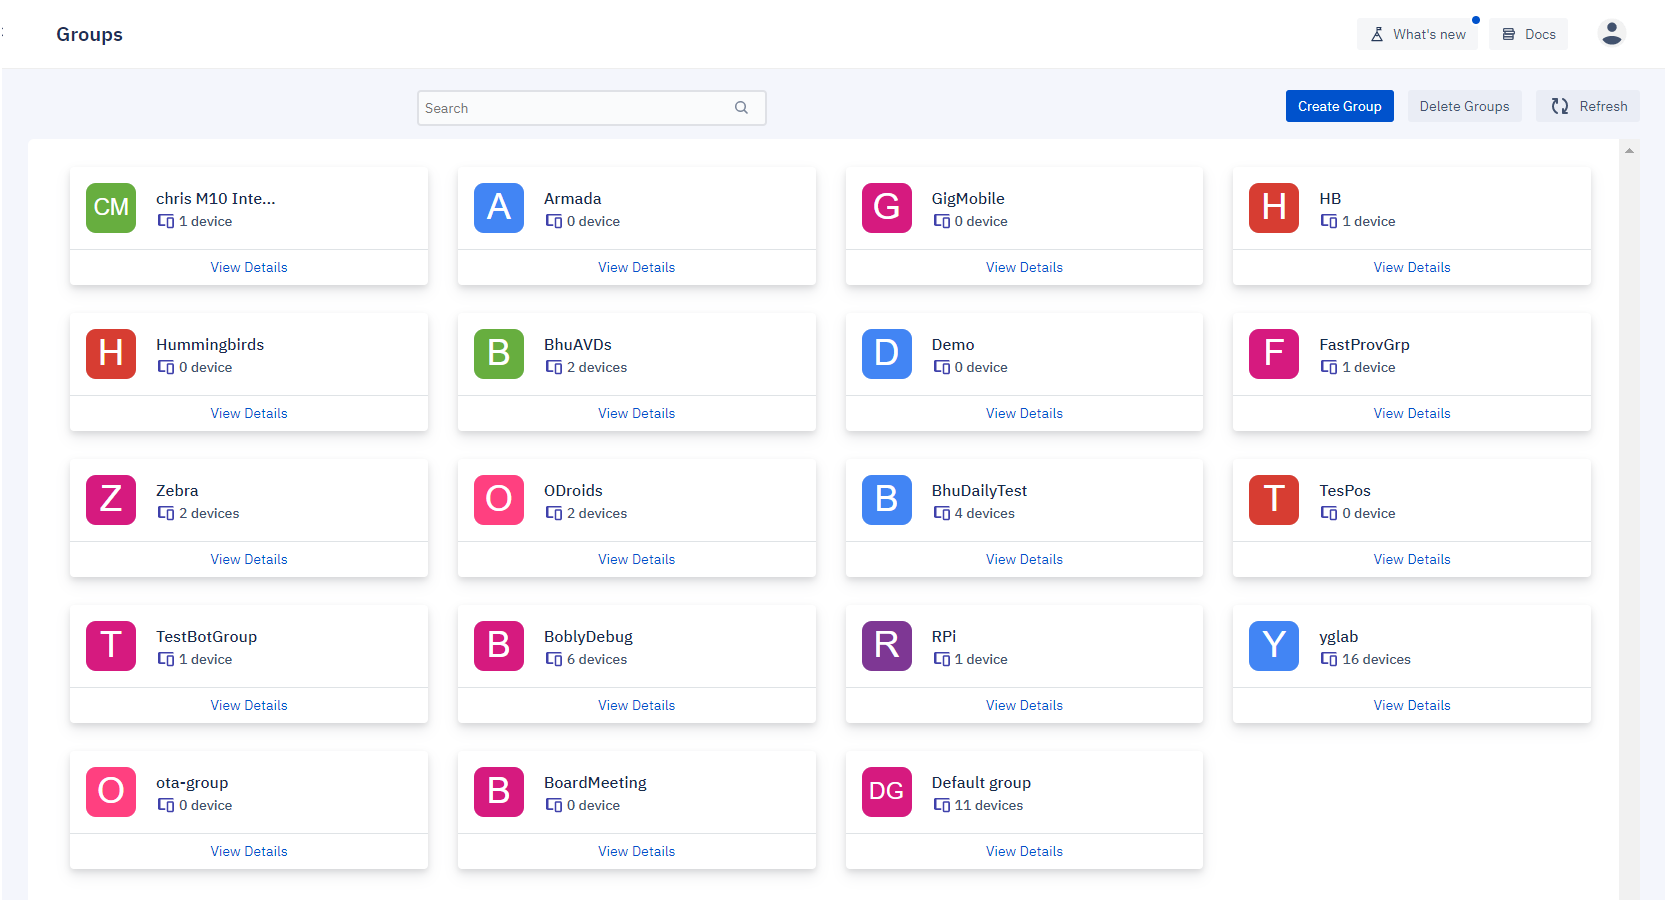 Groups
What's new
Docs
Search
Create Group
Delete Groups
Refresh
CM
chris M10 Inte...
1 device
View Details
A
Armada
0 device
View Details
G
GigMobile
0 device
View Details
H
HB
1 device
View Details
H
Hummingbirds
0 device
View Details
B
BhuAVDs
2 devices
View Details
D
Demo
0 device
View Details
F
FastProvGrp
1 device
View Details
Z
Zebra
2 devices
View Details
O
ODroids
2 devices
View Details
B
BhuDailyTest
4 devices
View Details
T
TesPos
0 device
View Details
T
TestBotGroup
1 device
View Details
B
BoblyDebug
6 devices
View Details
R
RPi
1 device
View Details
Y
yglab
16 devices
View Details
O
ota-group
0 device
View Details
B
BoardMeeting
0 device
View Details
DG
Default group
11 devices
View Details